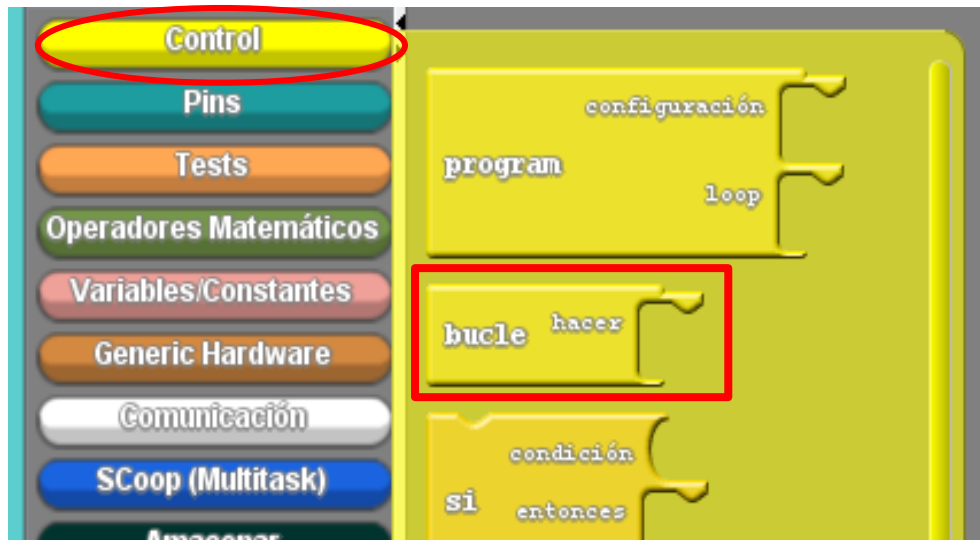 Control
Pins
Tests
Operadores Matemáticos
Variables/Constantes
Generic Hardware
Comunicación
SCoop (Multitask)
Almacenar
program
configuración
loop
bucle
hacer
si
condición
entonces